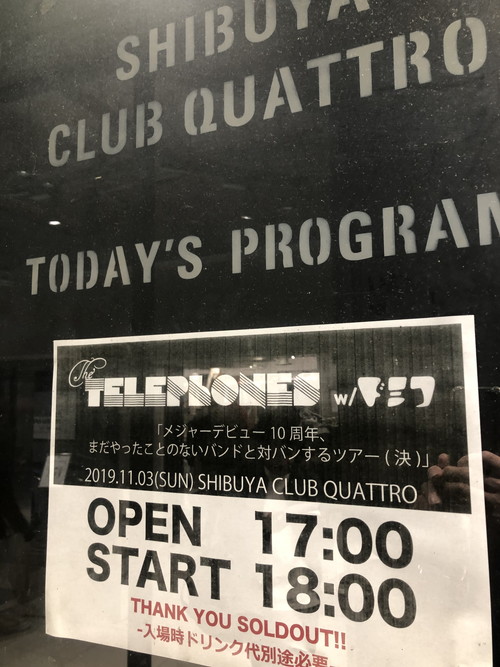 SHIBUYA
CLUB QUATTRO
TODAY'S PROGRAM
The TELEPHONES w/ドミコ
「メジャーデビュー10周年、
まだやったことのないバンドと対バンするツアー(決)」
2019.11.03(SUN) SHIBUYA CLUB QUATTRO
OPEN 17:00
START 18:00
THANK YOU SOLDOUT!!
-入場時ドリンク代別途必要-